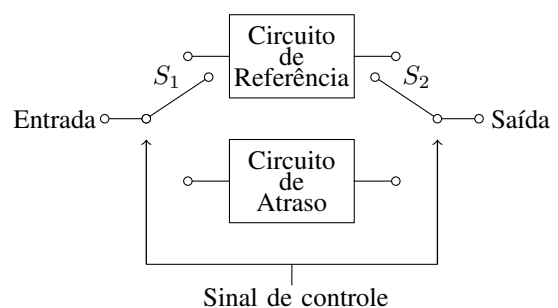 Circuito
de
Referência
S1
S2
Entrada
Saída
Circuito
de
Atraso
Sinal de controle